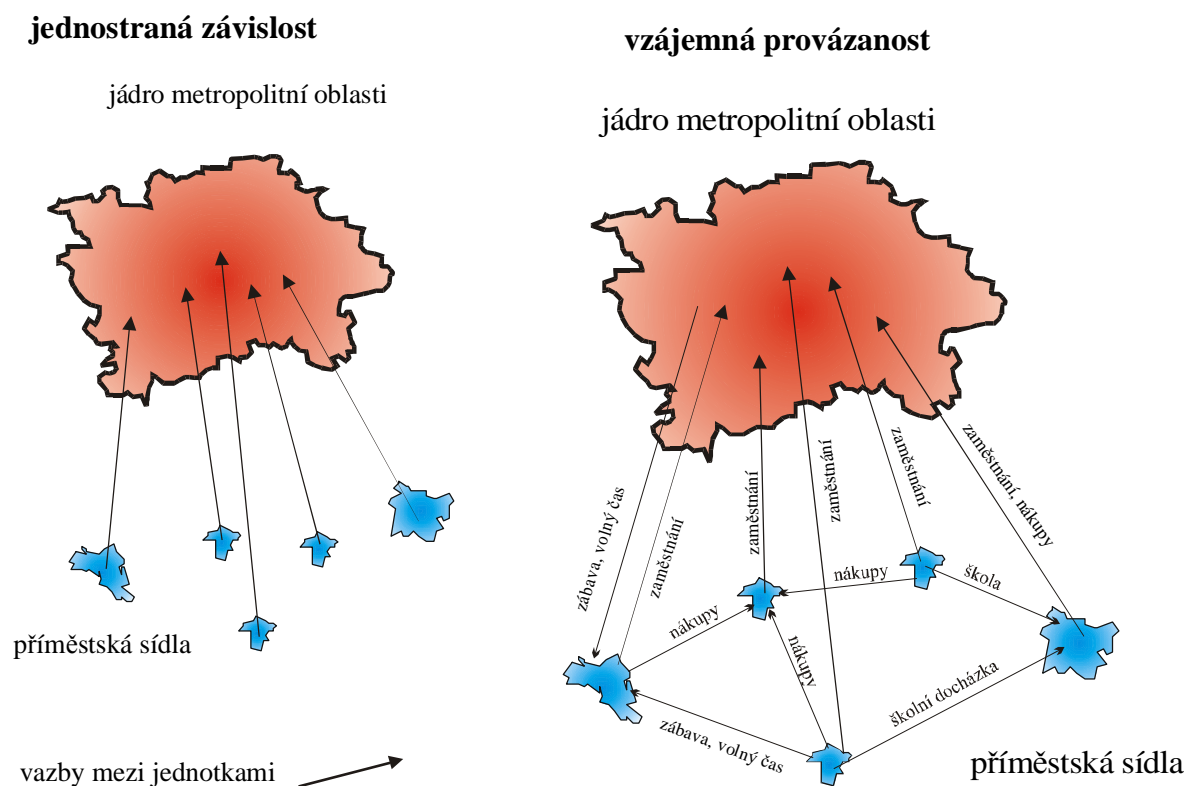 jednostraná závislost
jádro metropolitní oblasti
příměstská sídla
vazby mezi jednotkami
vzájemná provázanost
jádro metropolitní oblasti
zábava, volný čas
zaměstnání
zaměstnání
zaměstnání
zaměstnání
zaměstnání, nákupy
nákupy
nákupy
nákupy
škola
školní docházka
zábava, volný čas
příměstská sídla